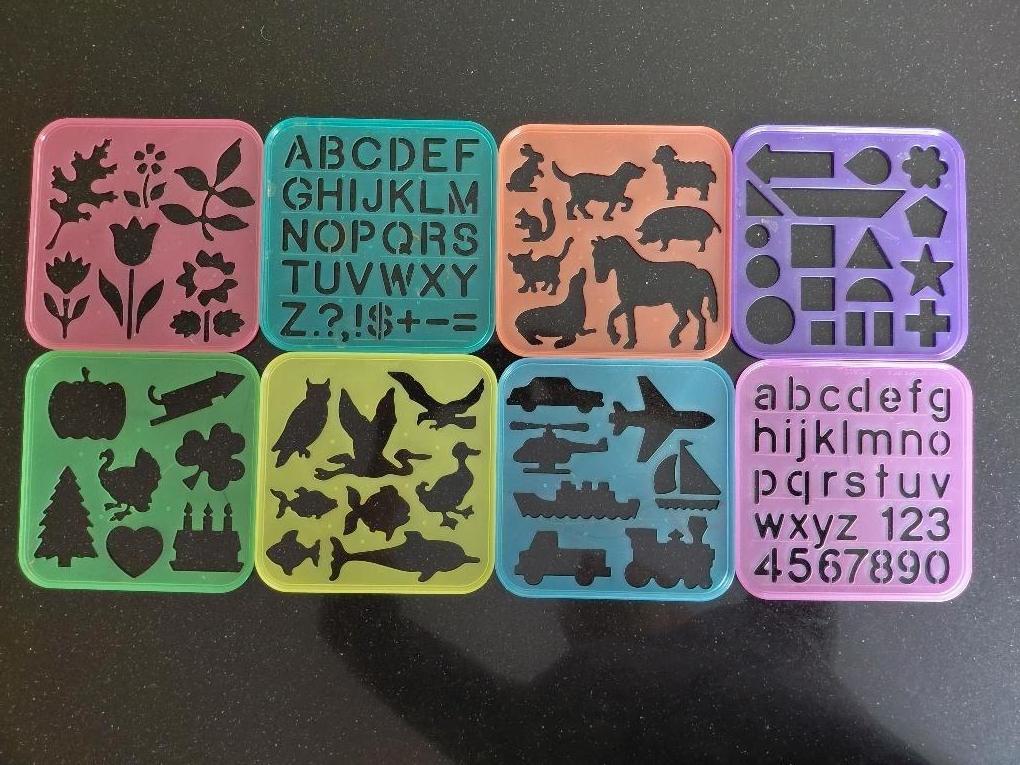 ABCDEF
GHIJKLM
NOPQRS
TUVWXY
Z.?,!$+-=
abcdefg
hijklmno
pqrstuv
wxyz 123
4567890